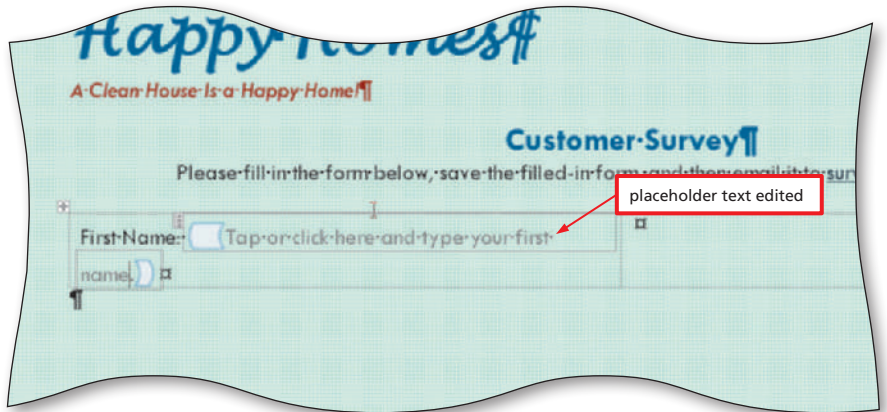 Happy·Homes¶
A·Clean·House·Is·a·Happy·Home!¶
Customer·Survey¶
Please·fill·in·the·form·below,·save·the·filled-in·form,·and·then·email·it·to·
placeholder text edited
First·Name:·Tap·or·click·here·and·type·your·first· ¤
name. ¤
¶